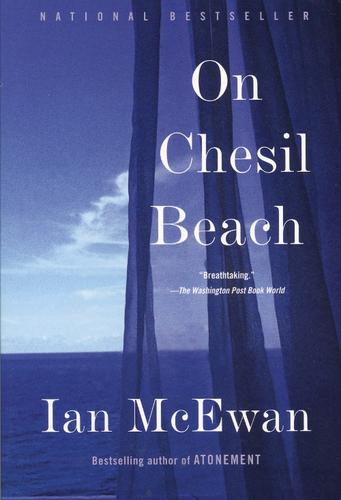 NATIONAL BESTSELLER
On
Chesil
Beach
"Breathtaking."
—The Washington Post Book World
Ian McEwan
Bestselling author of ATONEMENT